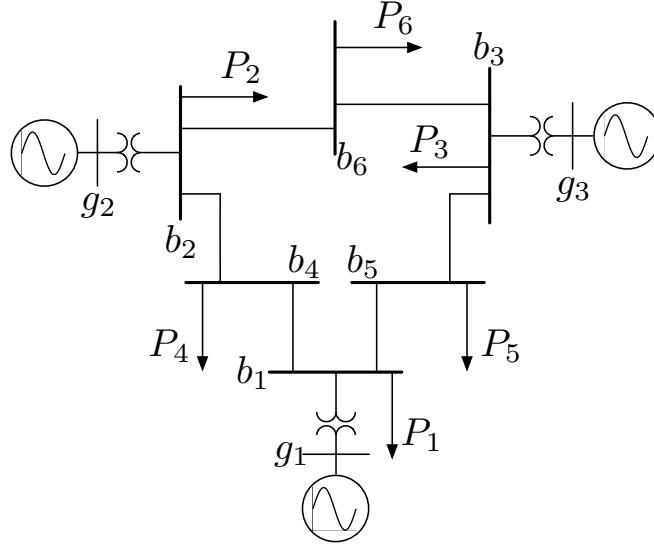 P₆
b₃
P₂
P₃
b₆
g₂
g₃
b₂
b₄
b₅
P₄
P₅
b₁
P₁
g₁